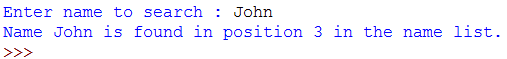 Enter name to search : John
Name John is found in position 3 in the name list.
>>>